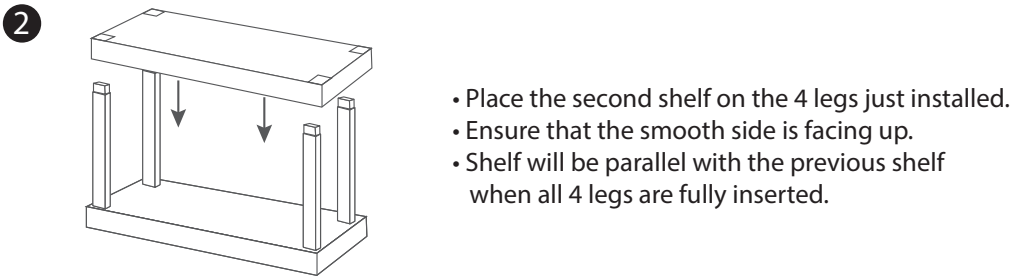 2
• Place the second shelf on the 4 legs just installed.
• Ensure that the smooth side is facing up.
• Shelf will be parallel with the previous shelf
when all 4 legs are fully inserted.